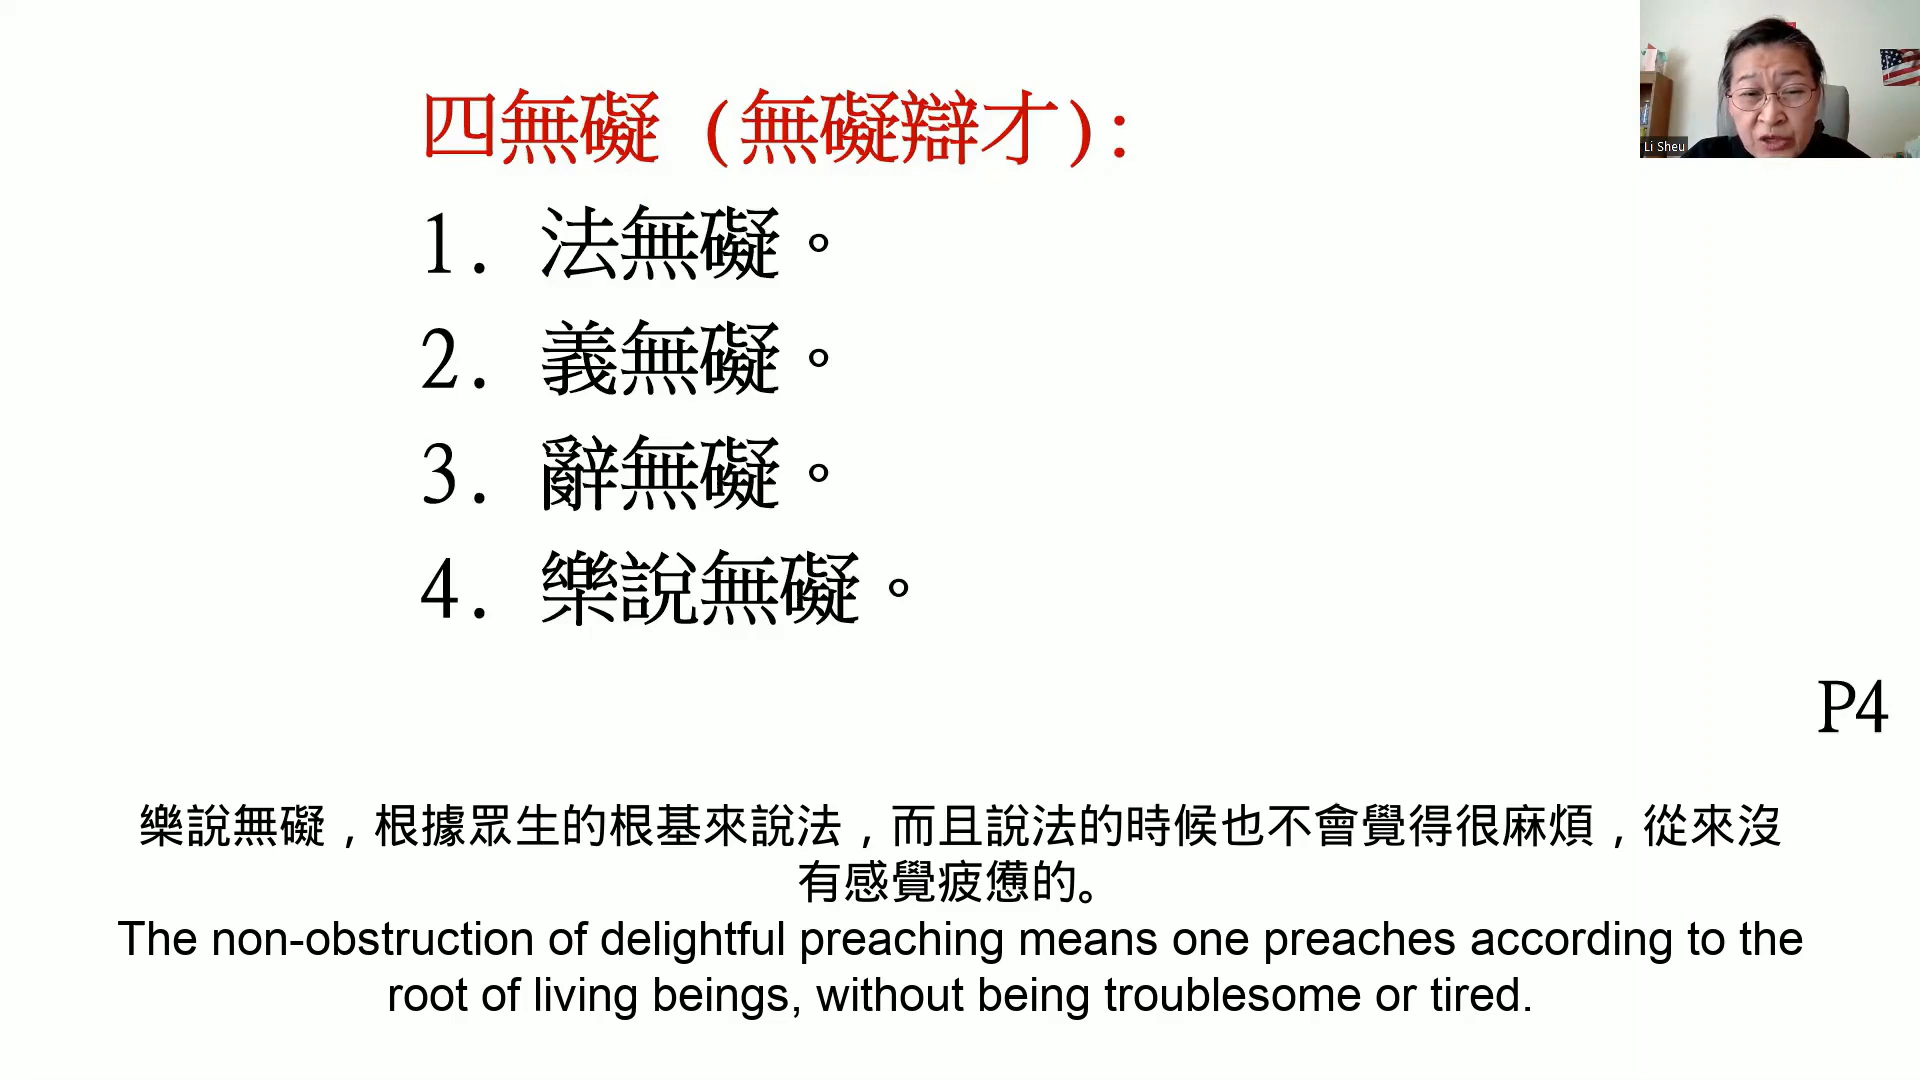 四無礙 (無礙辯才):
1. 法無礙。
2. 義無礙。
3. 辭無礙。
4. 樂說無礙。
Li Sheu
P4
樂說無礙，根據眾生的根基來說法，而且說法的時候也不會覺得很麻煩，從來沒
有感覺疲憊的。
The non-obstruction of delightful preaching means one preaches according to the
root of living beings, without being troublesome or tired.